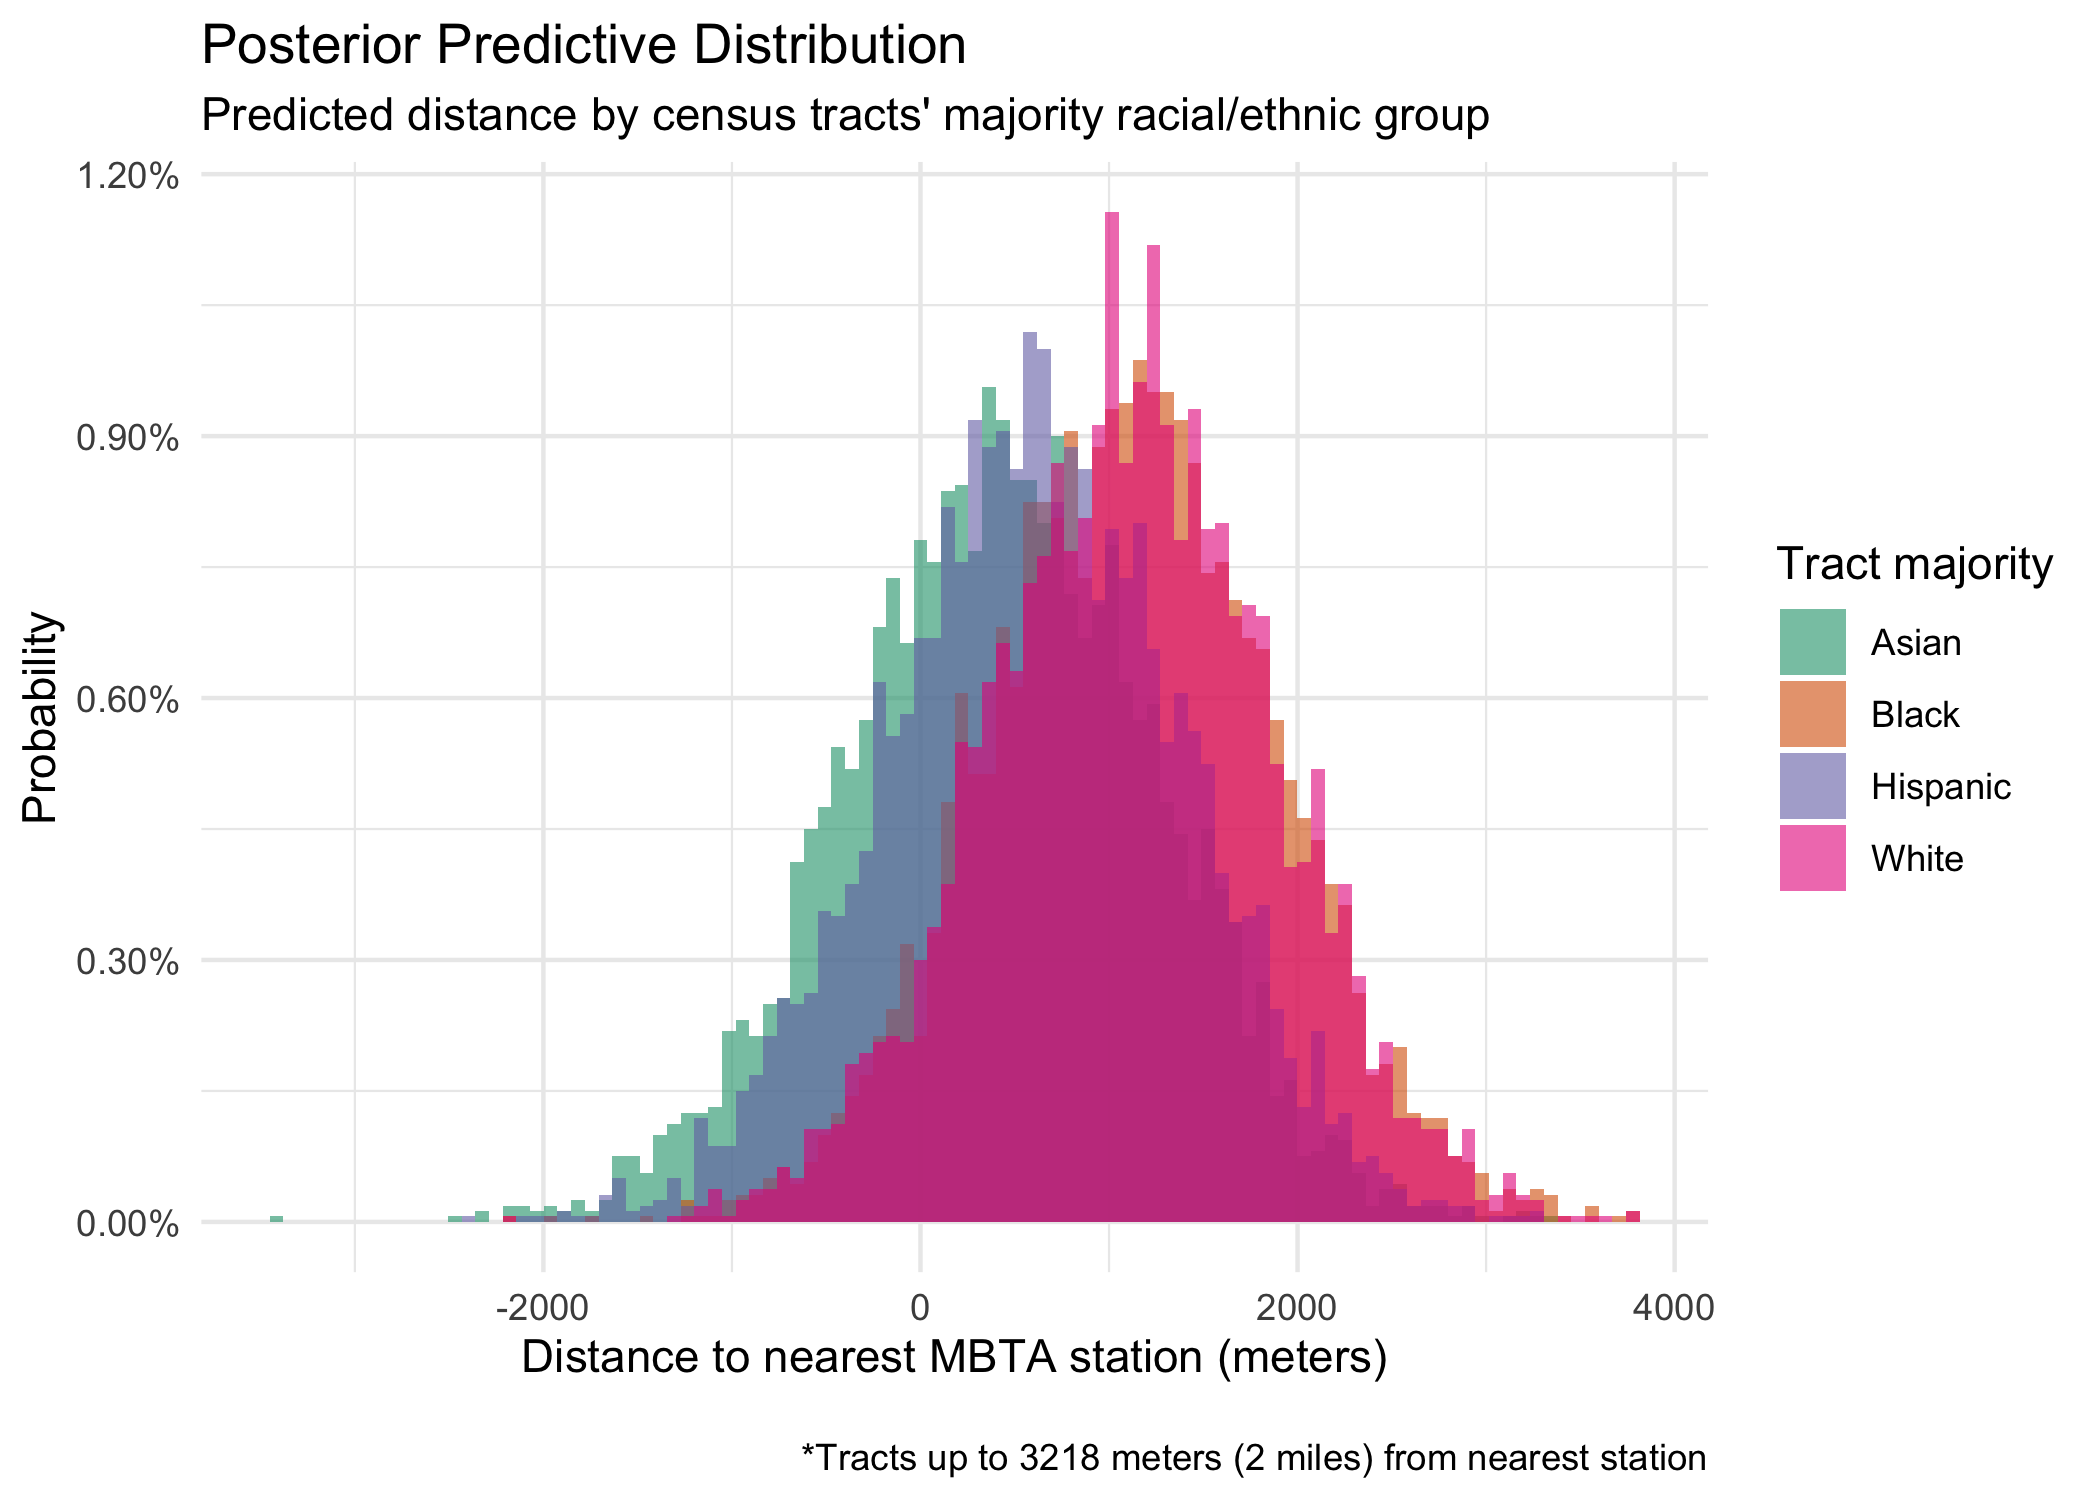 Posterior Predictive Distribution
Predicted distance by census tracts' majority racial/ethnic group
1.20%
0.90%
0.60%
0.30%
0.00%
Probability
-2000 0 2000 4000
Distance to nearest MBTA station (meters)
Tract majority
Asian
Black
Hispanic
White
*Tracts up to 3218 meters (2 miles) from nearest station